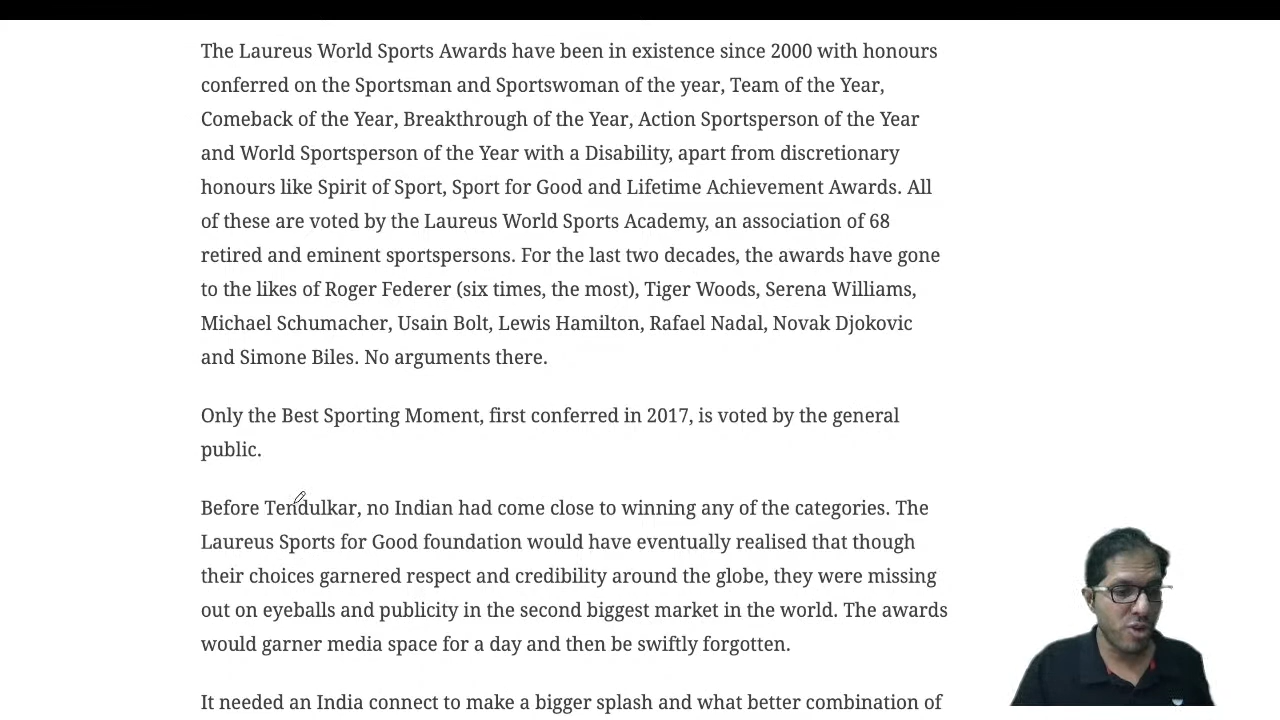 The Laureus World Sports Awards have been in existence since 2000 with honours
conferred on the Sportsman and Sportswoman of the year, Team of the Year,
Comeback of the Year, Breakthrough of the Year, Action Sportsperson of the Year
and World Sportsperson of the Year with a Disability, apart from discretionary
honours like Spirit of Sport, Sport for Good and Lifetime Achievement Awards. All
of these are voted by the Laureus World Sports Academy, an association of 68
retired and eminent sportspersons. For the last two decades, the awards have gone
to the likes of Roger Federer (six times, the most), Tiger Woods, Serena Williams,
Michael Schumacher, Usain Bolt, Lewis Hamilton, Rafael Nadal, Novak Djokovic
and Simone Biles. No arguments there.
Only the Best Sporting Moment, first conferred in 2017, is voted by the general
public.
Before Tendulkar, no Indian had come close to winning any of the categories. The
Laureus Sports for Good foundation would have eventually realised that though
their choices garnered respect and credibility around the globe, they were missing
out on eyeballs and publicity in the second biggest market in the world. The awards
would garner media space for a day and then be swiftly forgotten.
It needed an India connect to make a bigger splash and what better combination of